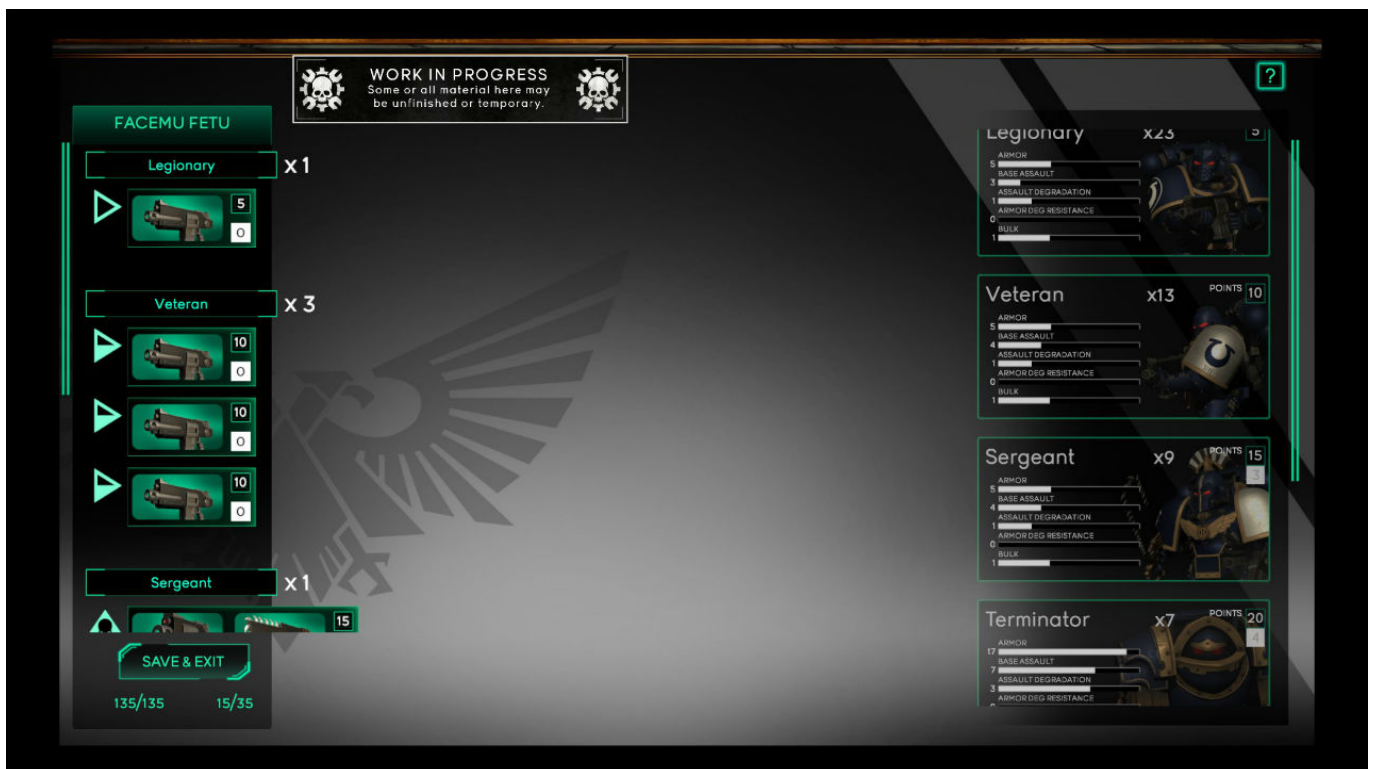 WORK IN PROGRESS
Some or all material here may
be unfinished or temporary.
?
FACEMU FETU
Legionary x 1
5
0
Veteran x 3
10
0
10
0
10
0
Sergeant x 1
15
SAVE & EXIT
135/135 15/35
Legionary x23 5
ARMOR
5
BASE ASSAULT
3
ASSAULT DEGRADATION
1
ARMOR DEG RESISTANCE
0
BULK
1
Veteran x13 POINTS 10
ARMOR
5
BASE ASSAULT
4
ASSAULT DEGRADATION
1
ARMOR DEG RESISTANCE
0
BULK
1
Sergeant x9 POINTS 15
3
ARMOR
5
BASE ASSAULT
4
ASSAULT DEGRADATION
1
ARMOR DEG RESISTANCE
0
BULK
1
Terminator x7 POINTS 20
4
ARMOR
17
BASE ASSAULT
7
ASSAULT DEGRADATION
3
ARMOR DEG RESISTANCE